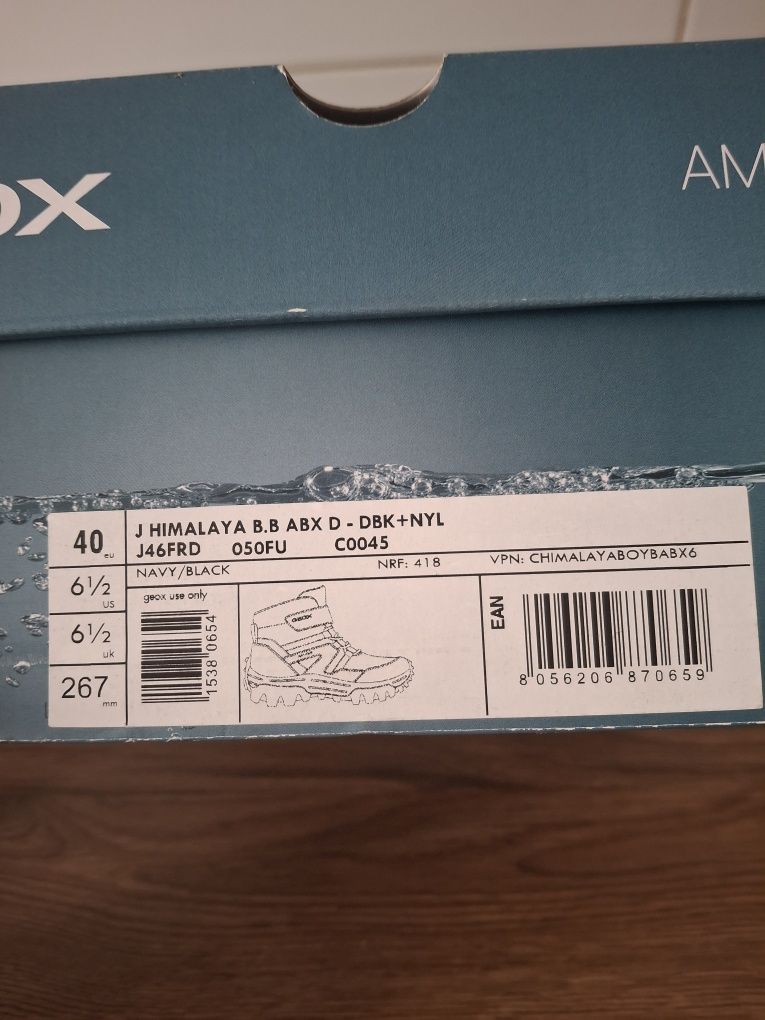 OX
AM
40 eu
6½ US
6½ uk
267 mm
J HIMALAYA B.B ABX D - DBK+NYL
J46FRD 050FU C0045
NAVY/BLACK NRF: 418 VPN: CHIMALAYABOYBABX6
geox use only
1538 0654
GEOX
EAN
8 056206 870659